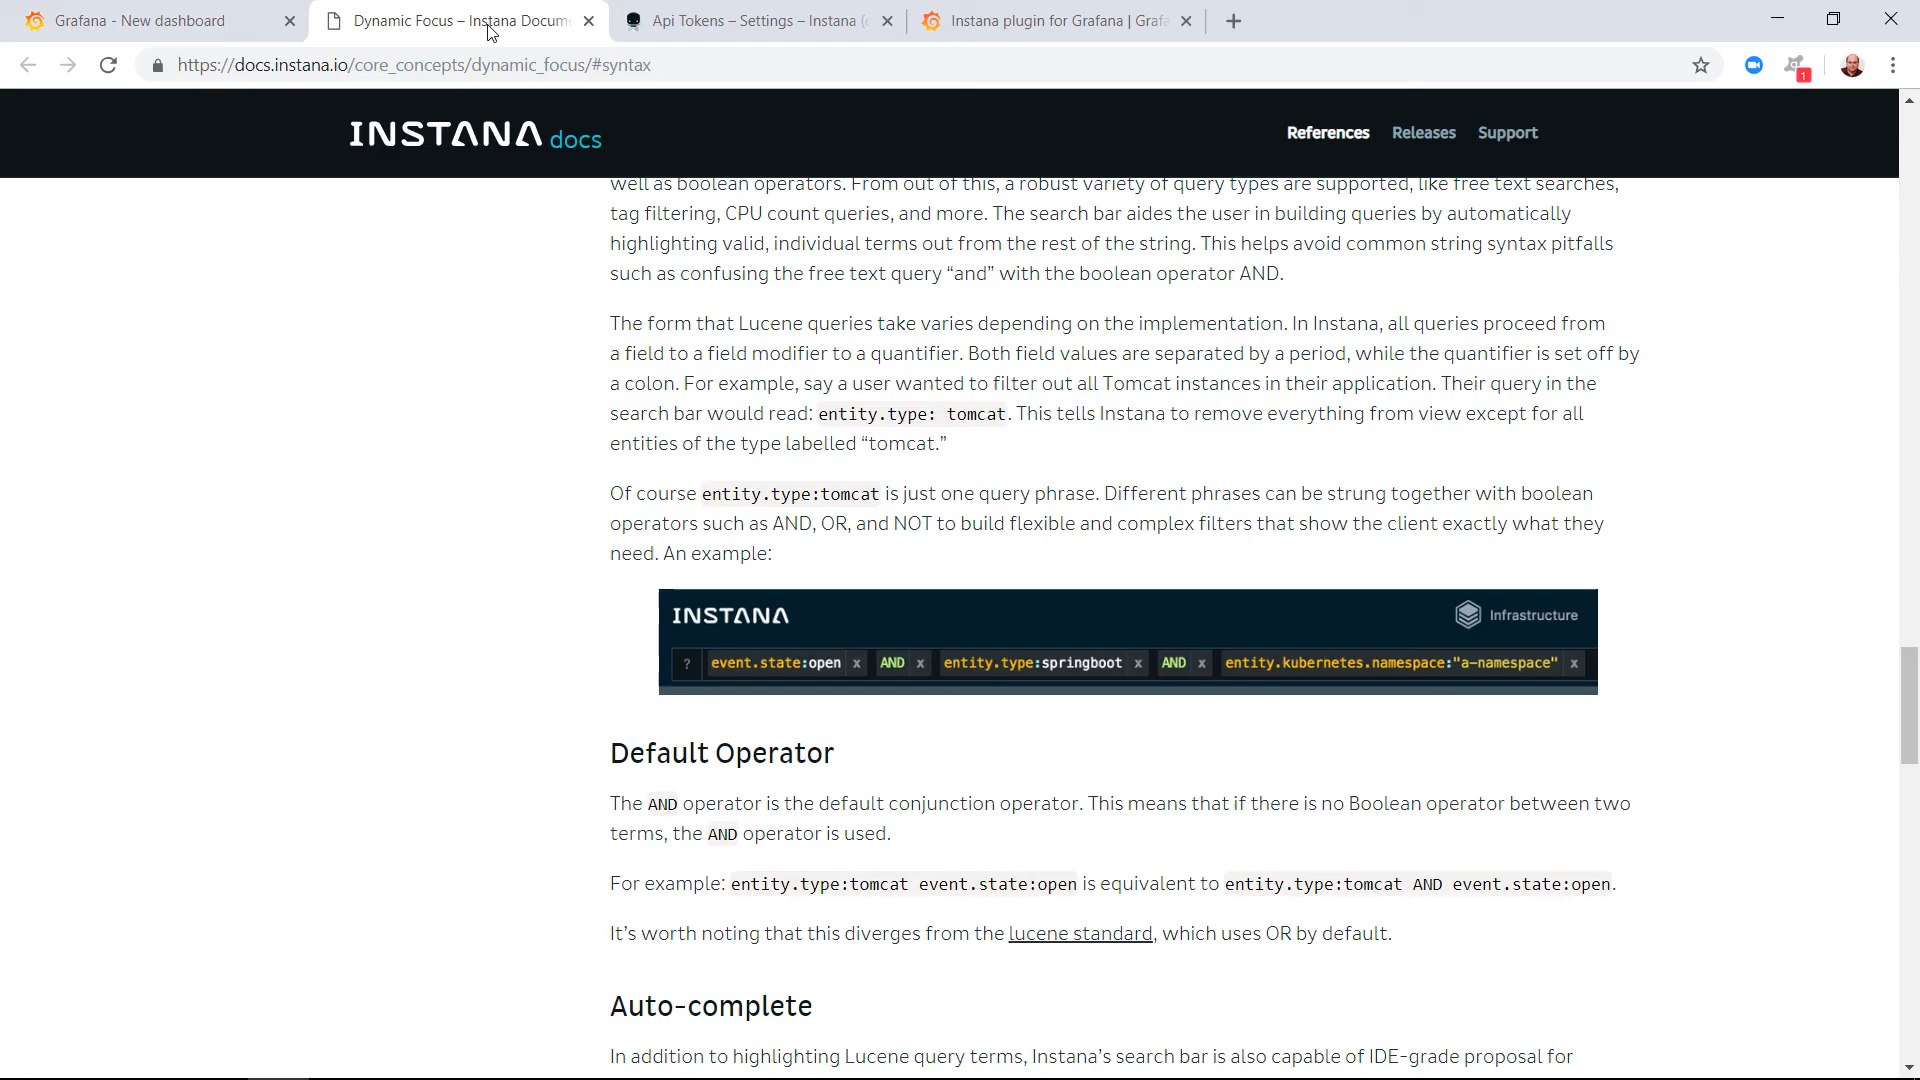 Grafana - New dashboard
Dynamic Focus – Instana Docum
Api Tokens – Settings – Instana (
Instana plugin for Grafana | Graf
https://docs.instana.io/core_concepts/dynamic_focus/#syntax
1
INSTANA docs
References
Releases
Support
well as boolean operators. From out of this, a robust variety of query types are supported, like free text searches,
tag filtering, CPU count queries, and more. The search bar aides the user in building queries by automatically
highlighting valid, individual terms out from the rest of the string. This helps avoid common string syntax pitfalls
such as confusing the free text query “and” with the boolean operator AND.
The form that Lucene queries take varies depending on the implementation. In Instana, all queries proceed from
a field to a field modifier to a quantifier. Both field values are separated by a period, while the quantifier is set off by
a colon. For example, say a user wanted to filter out all Tomcat instances in their application. Their query in the
search bar would read: entity.type: tomcat. This tells Instana to remove everything from view except for all
entities of the type labelled “tomcat.”
Of course entity.type:tomcat is just one query phrase. Different phrases can be strung together with boolean
operators such as AND, OR, and NOT to build flexible and complex filters that show the client exactly what they
need. An example:
INSTANA
Infrastructure
? event.state:open x AND x entity.type:springboot x AND x entity.kubernetes.namespace:"a-namespace" x
Default Operator
The AND operator is the default conjunction operator. This means that if there is no Boolean operator between two
terms, the AND operator is used.
For example: entity.type:tomcat event.state:open is equivalent to entity.type:tomcat AND event.state:open.
It’s worth noting that this diverges from the lucene standard, which uses OR by default.
Auto-complete
In addition to highlighting Lucene query terms, Instana’s search bar is also capable of IDE-grade proposal for